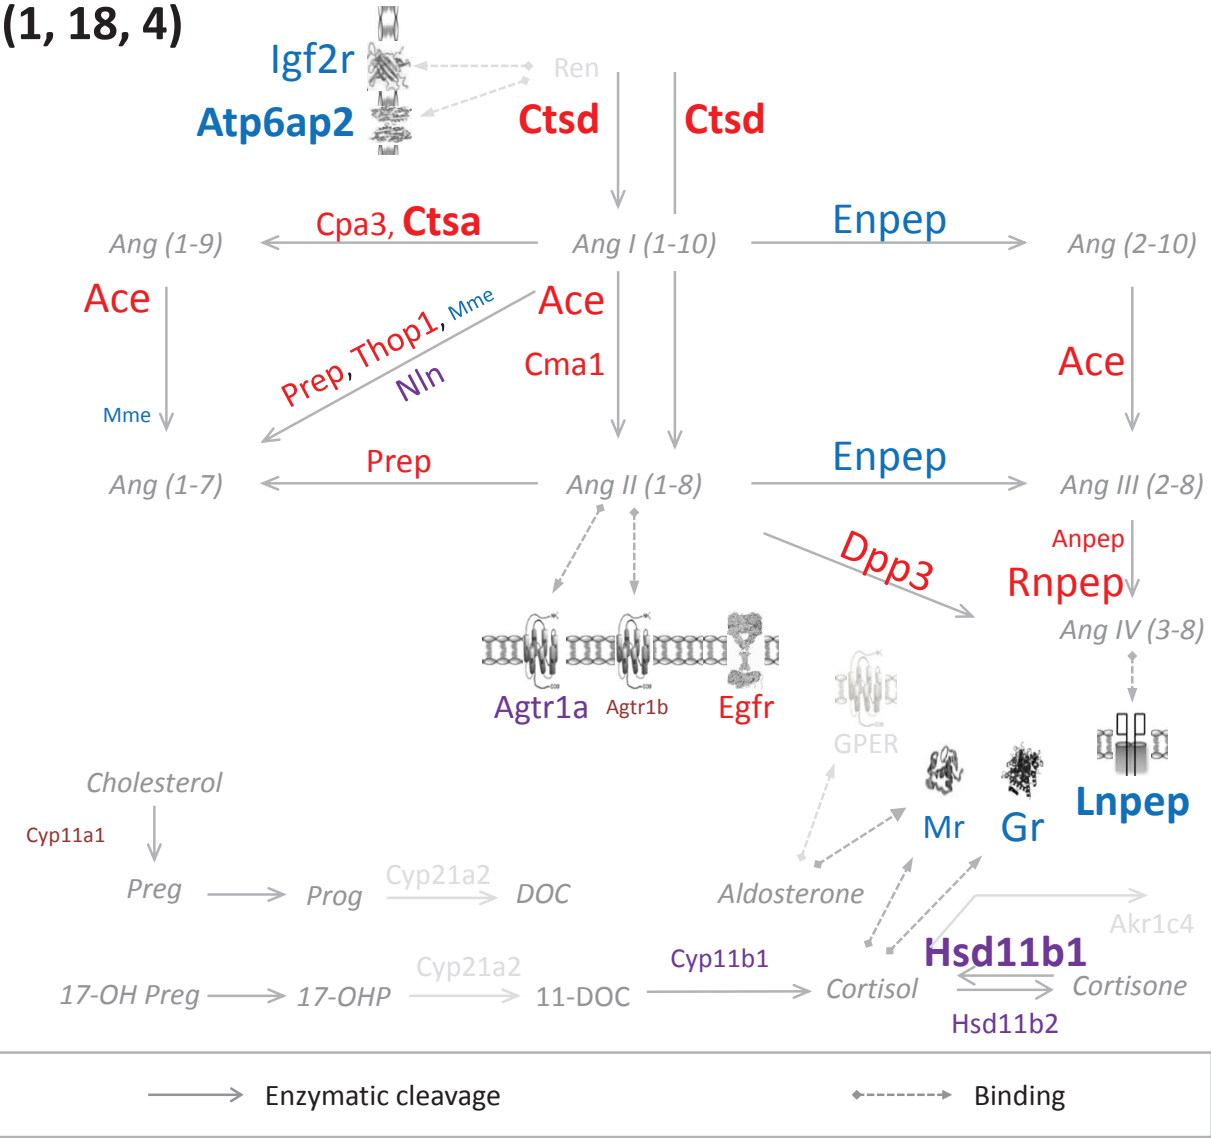 (1, 18, 4)
Igf2r
Ren
Atp6ap2
Ctsd
Ctsd
Cpa3, Ctsa
Enpep
Ang (1-9)
Ang I (1-10)
Ang (2-10)
Ace
Prep, Thop1, Mme
Nln
Ace
Cma1
Ace
Mme
Prep
Enpep
Ang (1-7)
Ang II (1-8)
Ang III (2-8)
Dpp3
Anpep
Rnpep
Ang IV (3-8)
Agtr1a
Agtr1b
Egfr
GPER
Mr
Gr
Lnpep
Cholesterol
Cyp11a1
Preg
Prog
Cyp21a2
DOC
Aldosterone
Akr1c4
Hsd11b1
17-OH Preg
17-OHP
Cyp21a2
11-DOC
Cyp11b1
Cortisol
Cortisone
Hsd11b2
Enzymatic cleavage
Binding